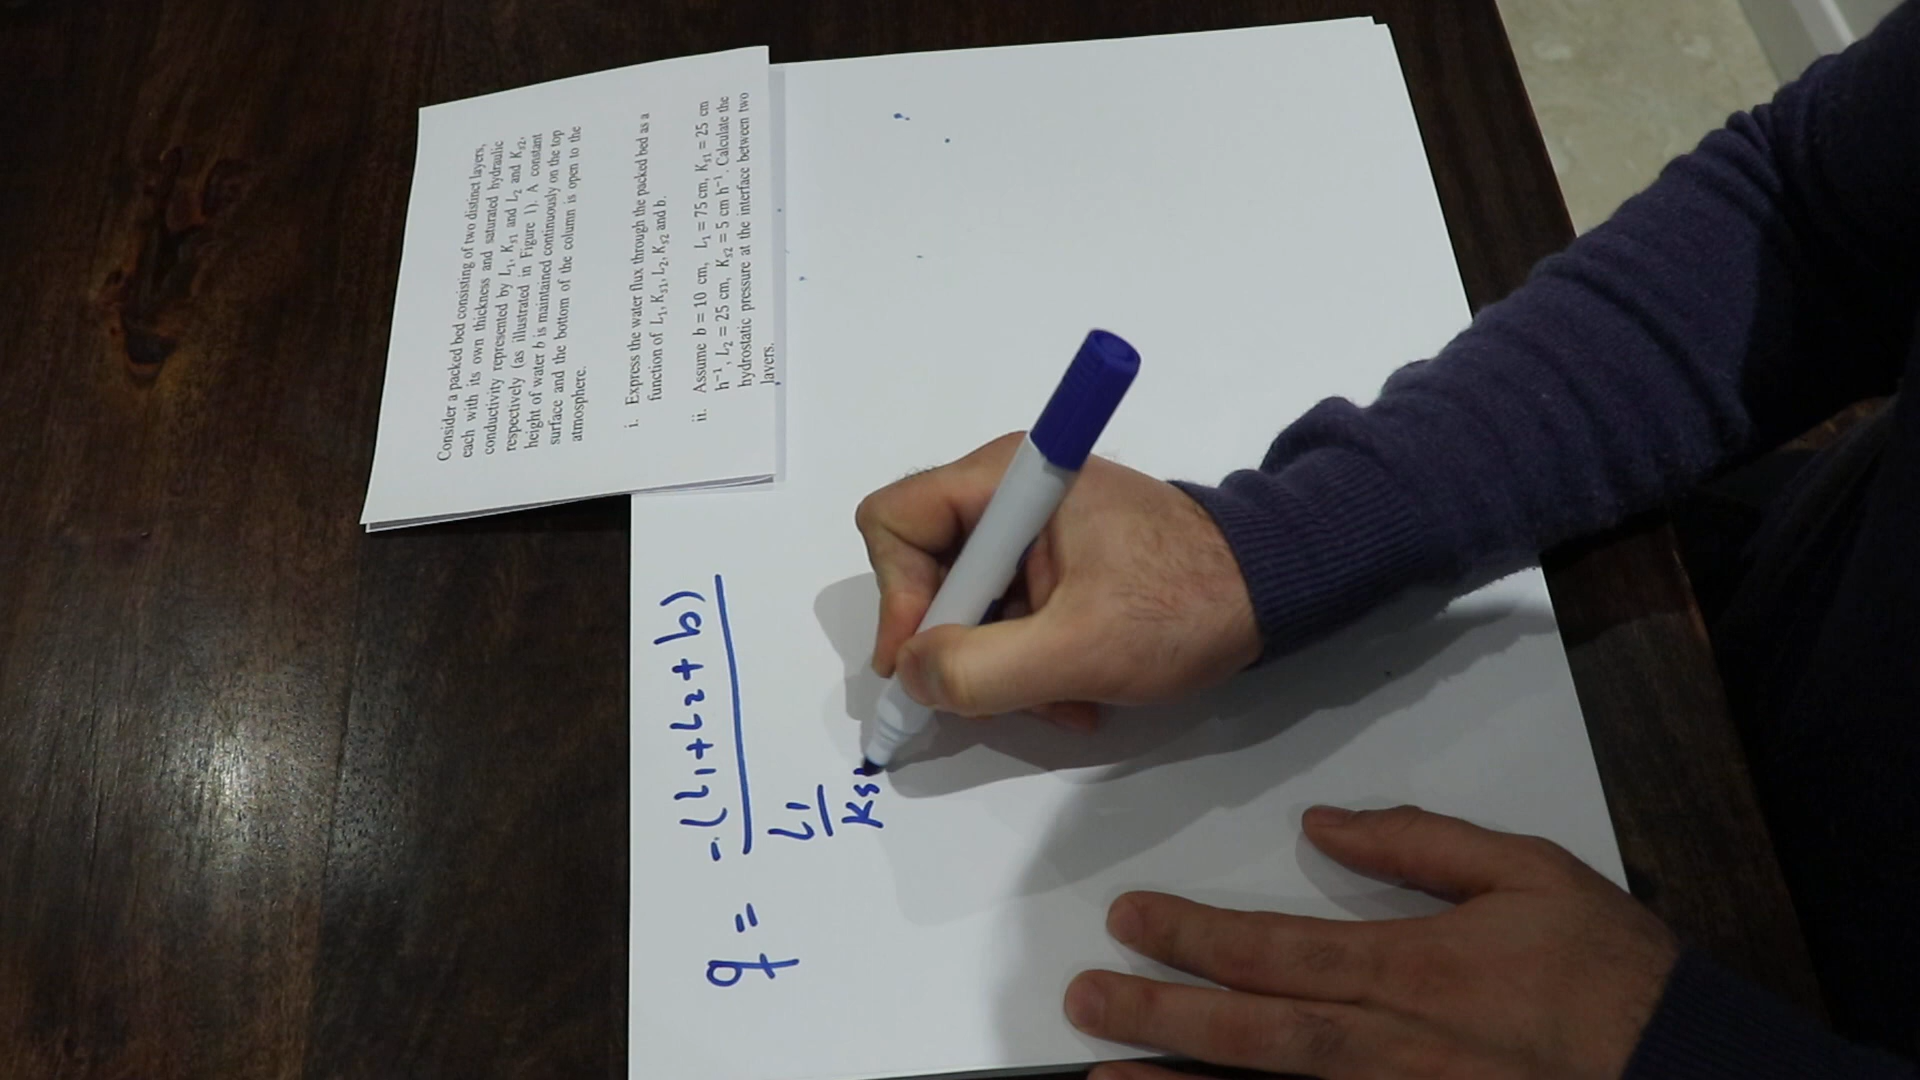 Consider a packed bed consisting of two distinct layers,
each with its own thickness and saturated hydraulic
conductivity represented by L₁, Kₛ₁ and L₂ and Kₛ₂,
respectively (as illustrated in Figure 1). A constant
height of water b is maintained continuously on the top
surface and the bottom of the column is open to the
atmosphere.
i. Express the water flux through the packed bed as a
function of L₁, Kₛ₁, L₂, Kₛ₂ and b.
ii. Assume b = 10 cm, L₁ = 75 cm, Kₛ₁ = 25 cm
h⁻¹, L₂ = 25 cm, Kₛ₂ = 5 cm h⁻¹. Calculate the
hydrostatic pressure at the interface between two
layers.
q = -(L₁+L₂+b)
L₁
Ks₁